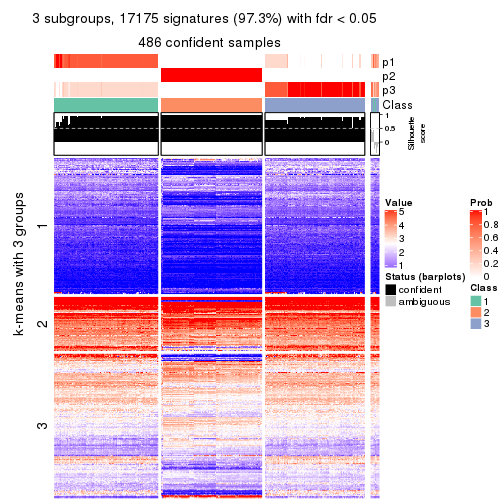 3 subgroups, 17175 signatures (97.3%) with fdr < 0.05
486 confident samples
p1
p2
p3
Class
1
0.5
0
Silhouette
score
k-means with 3 groups
1
2
3
Value
5
4
3
2
1
Status (barplots)
confident
ambiguous
Prob
1
0.8
0.6
0.4
0.2
0
Class
1
2
3